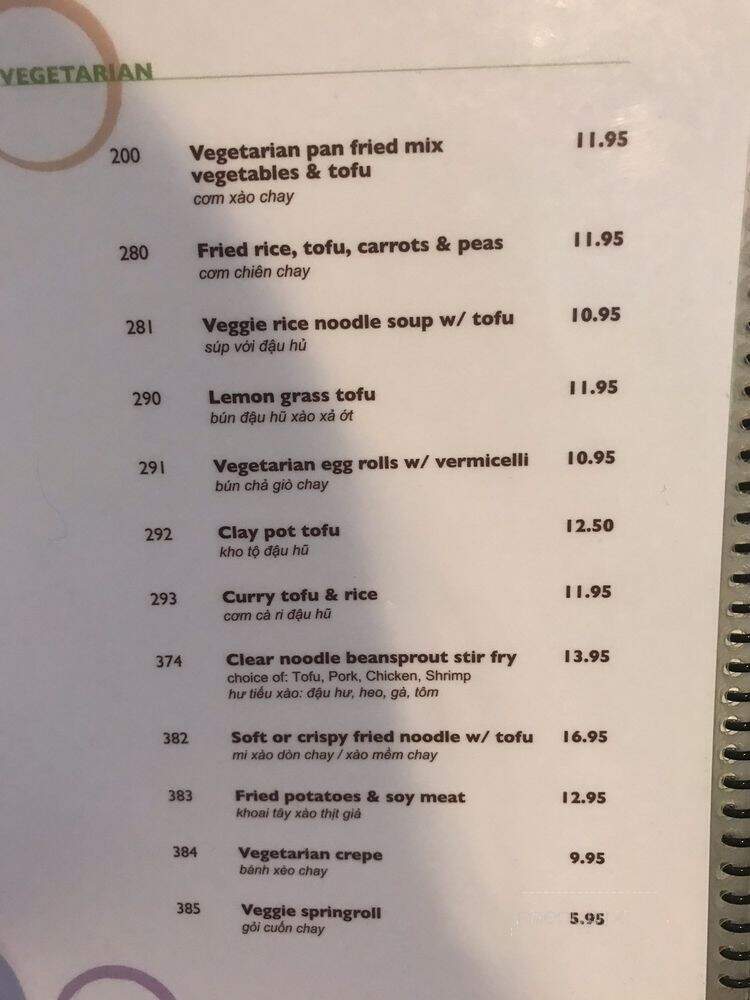 VEGETARIAN
200 Vegetarian pan fried mix 11.95
vegetables & tofu
cơm xào chay
280 Fried rice, tofu, carrots & peas 11.95
cơm chiên chay
281 Veggie rice noodle soup w/ tofu 10.95
súp với đậu hủ
290 Lemon grass tofu 11.95
bún đậu hũ xào xả ớt
291 Vegetarian egg rolls w/ vermicelli 10.95
bún chả giò chay
292 Clay pot tofu 12.50
kho tộ đậu hũ
293 Curry tofu & rice 11.95
cơm cà ri đậu hũ
374 Clear noodle beansprout stir fry 13.95
choice of: Tofu, Pork, Chicken, Shrimp
hư tiếu xào: đậu hư, heo, gà, tôm
382 Soft or crispy fried noodle w/ tofu 16.95
mi xào dòn chay / xào mềm chay
383 Fried potatoes & soy meat 12.95
khoai tây xào thịt giả
384 Vegetarian crepe 9.95
bánh xèo chay
385 Veggie springroll 5.95
gỏi cuốn chay